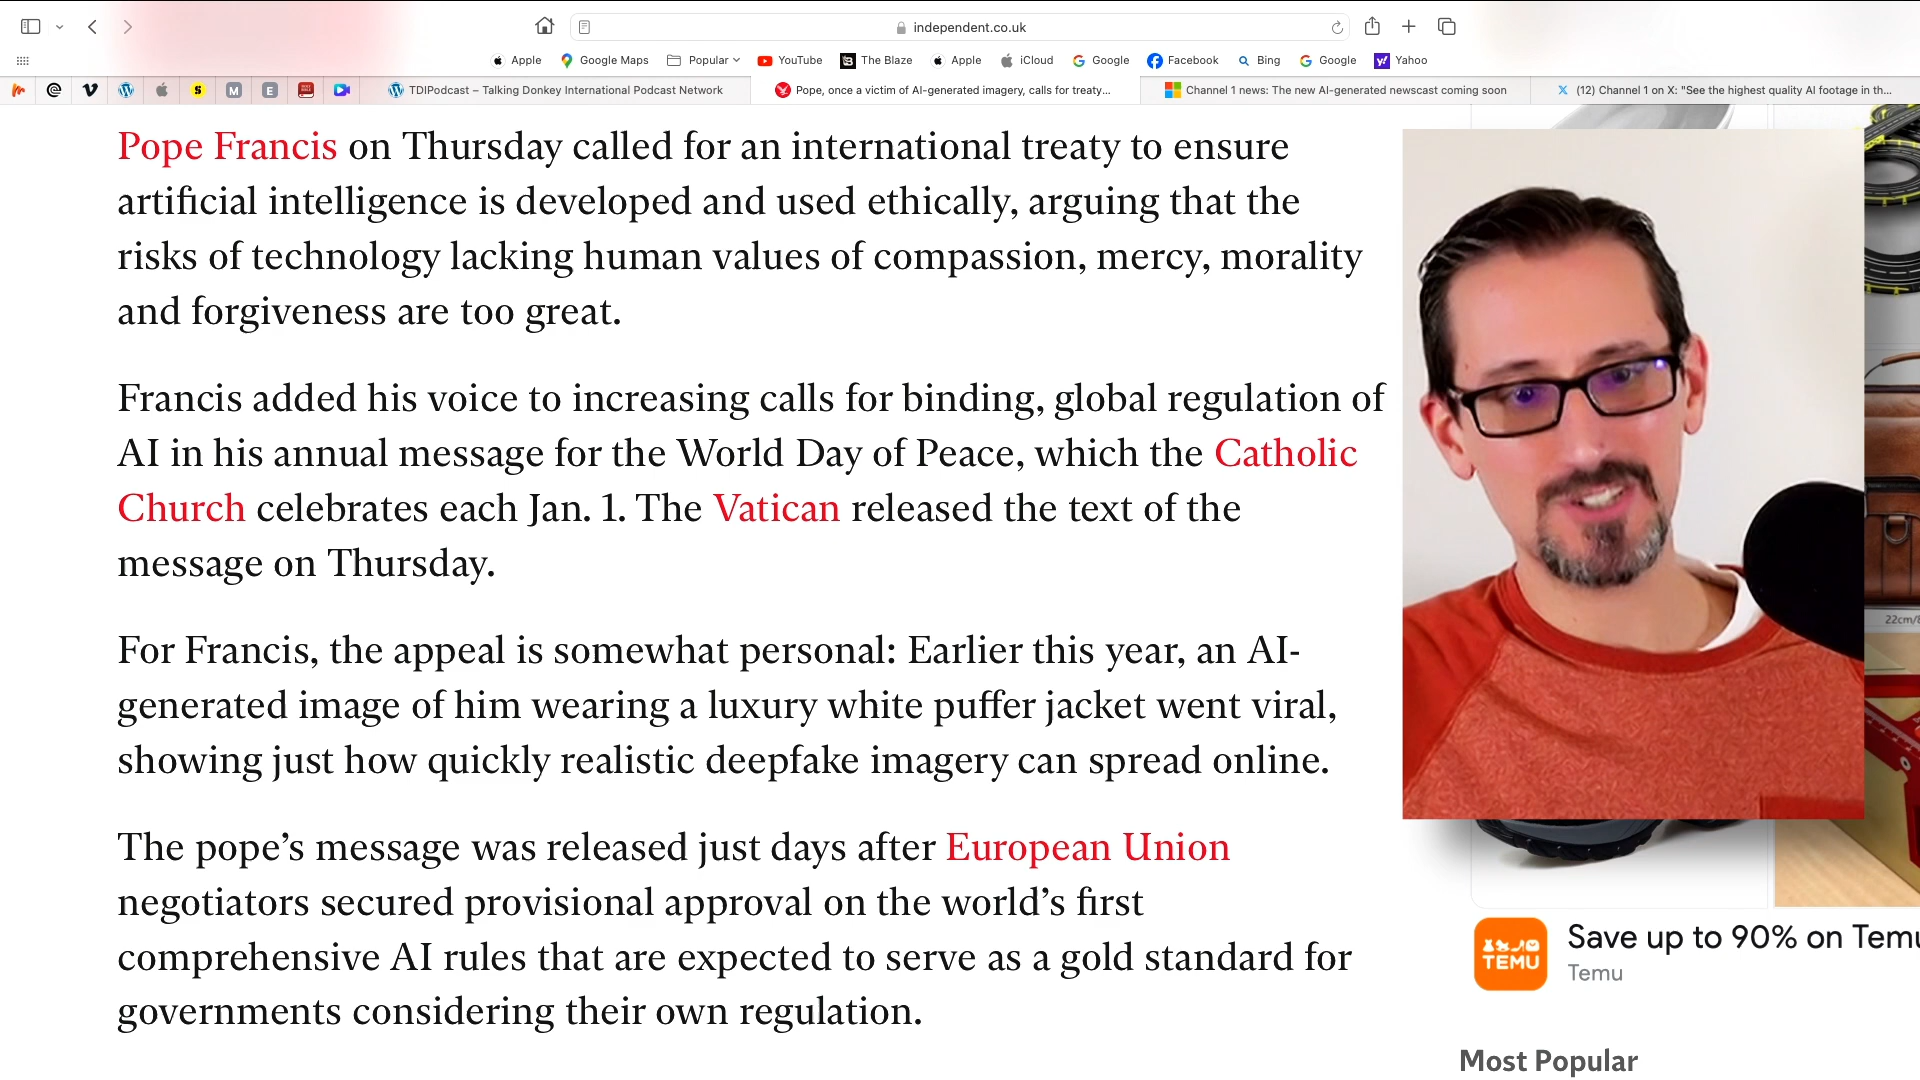 independent.co.uk
Apple Google Maps Popular YouTube The Blaze Apple iCloud Google Facebook Bing Google Yahoo
TDIPodcast – Talking Donkey International Podcast Network
Pope, once a victim of AI-generated imagery, calls for treaty...
Channel 1 news: The new AI-generated newscast coming soon
(12) Channel 1 on X: "See the highest quality AI footage in th...
Pope Francis on Thursday called for an international treaty to ensure
artificial intelligence is developed and used ethically, arguing that the
risks of technology lacking human values of compassion, mercy, morality
and forgiveness are too great.
Francis added his voice to increasing calls for binding, global regulation of
AI in his annual message for the World Day of Peace, which the Catholic
Church celebrates each Jan. 1. The Vatican released the text of the
message on Thursday.
For Francis, the appeal is somewhat personal: Earlier this year, an AI-
generated image of him wearing a luxury white puffer jacket went viral,
showing just how quickly realistic deepfake imagery can spread online.
The pope's message was released just days after European Union
negotiators secured provisional approval on the world's first
comprehensive AI rules that are expected to serve as a gold standard for
governments considering their own regulation.
22cm/8
TEMU
Save up to 90% on Temu
Temu
Most Popular